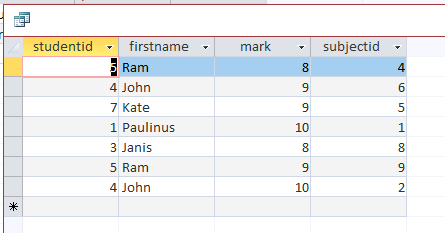 studentid firstname mark subjectid
5 Ram 8 4
4 John 9 6
7 Kate 9 5
1 Paulinus 10 1
3 Janis 8 8
5 Ram 9 9
4 John 10 2